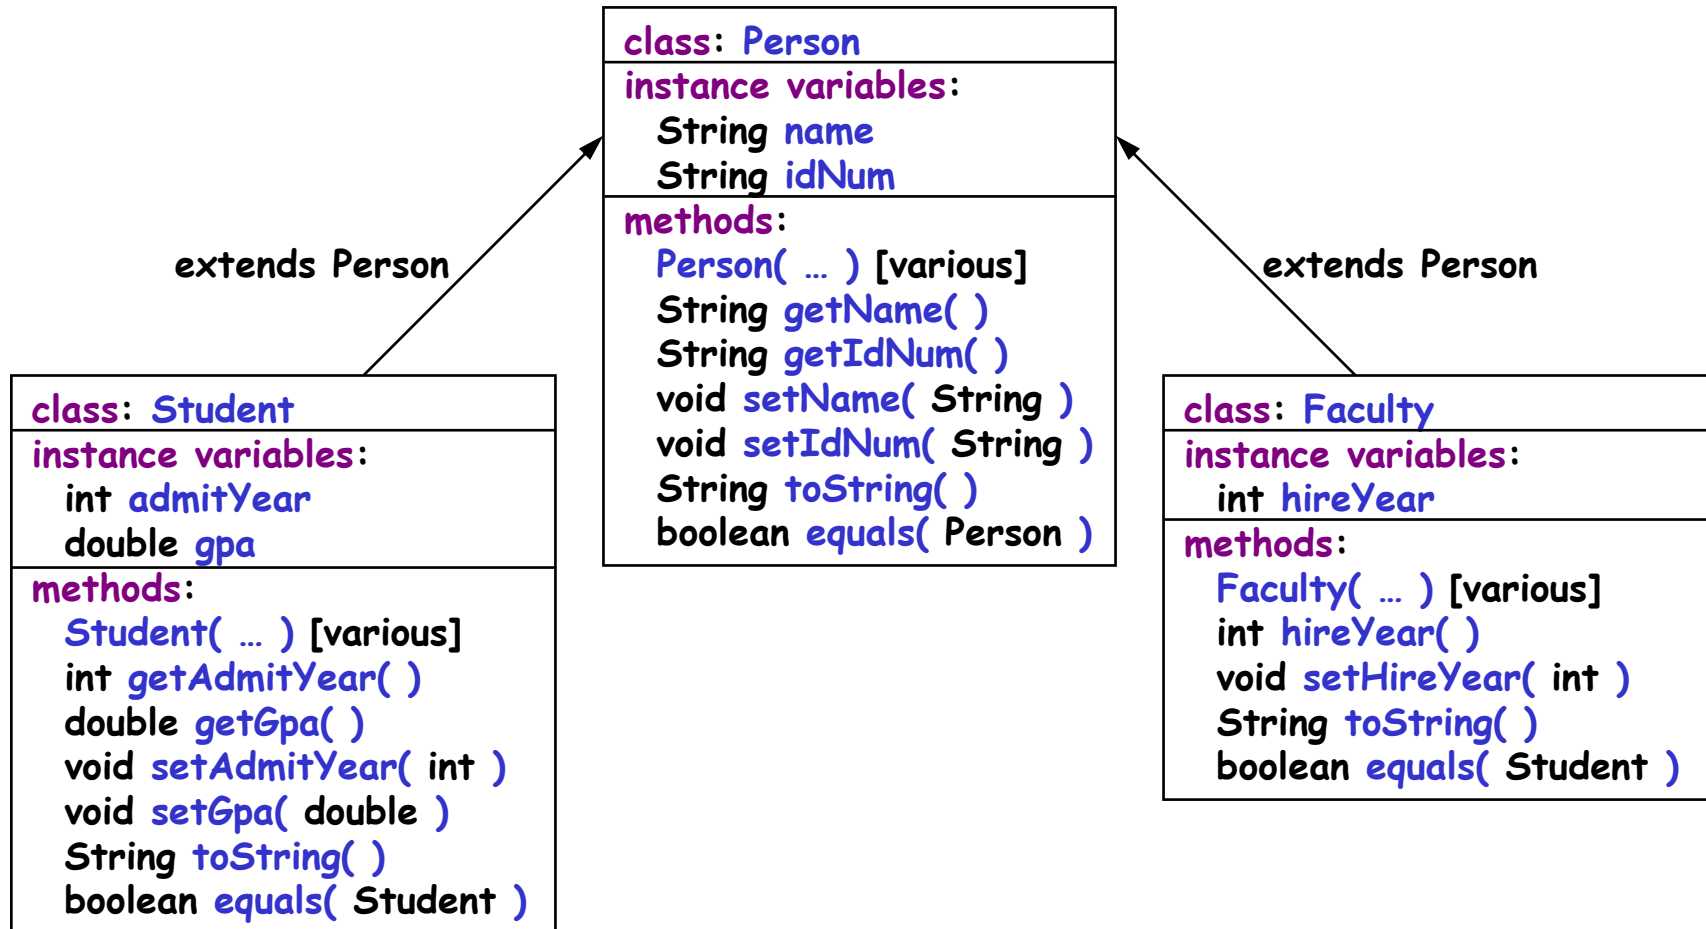 class: Person
instance variables:
String name
String idNum
methods:
Person( … ) [various]
String getName( )
String getIdNum( )
void setName( String )
void setIdNum( String )
String toString( )
boolean equals( Person )
extends Person
extends Person
class: Student
instance variables:
int admitYear
double gpa
methods:
Student( … ) [various]
int getAdmitYear( )
double getGpa( )
void setAdmitYear( int )
void setGpa( double )
String toString( )
boolean equals( Student )
class: Faculty
instance variables:
int hireYear
methods:
Faculty( … ) [various]
int hireYear( )
void setHireYear( int )
String toString( )
boolean equals( Student )